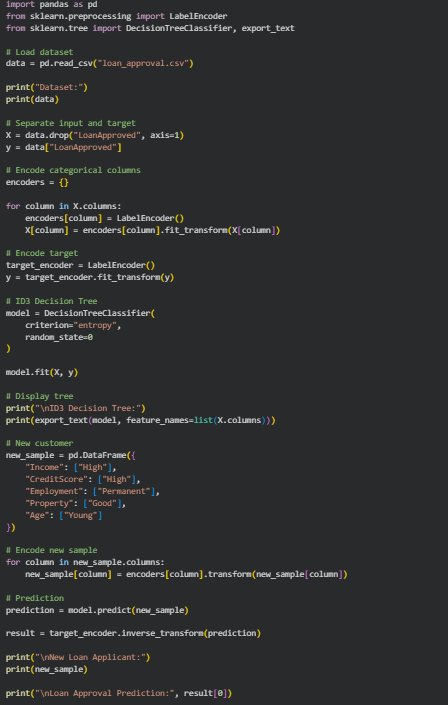 import pandas as pd
from sklearn.preprocessing import LabelEncoder
from sklearn.tree import DecisionTreeClassifier, export_text

# Load dataset
data = pd.read_csv("loan_approval.csv")

print("Dataset:")
print(data)

# Separate input and target
X = data.drop("LoanApproved", axis=1)
y = data["LoanApproved"]

# Encode categorical columns
encoders = {}

for column in X.columns:
    encoders[column] = LabelEncoder()
    X[column] = encoders[column].fit_transform(X[column])

# Encode target
target_encoder = LabelEncoder()
y = target_encoder.fit_transform(y)

# ID3 Decision Tree
model = DecisionTreeClassifier(
    criterion="entropy",
    random_state=0
)

model.fit(X, y)

# Display tree
print("\nID3 Decision Tree:")
print(export_text(model, feature_names=list(X.columns)))

# New customer
new_sample = pd.DataFrame({
    "Income": ["High"],
    "CreditScore": ["High"],
    "Employment": ["Permanent"],
    "Property": ["Good"],
    "Age": ["Young"]
})

# Encode new sample
for column in new_sample.columns:
    new_sample[column] = encoders[column].transform(new_sample[column])

# Prediction
prediction = model.predict(new_sample)

result = target_encoder.inverse_transform(prediction)

print("\nNew Loan Applicant:")
print(new_sample)

print("\nLoan Approval Prediction:", result[0])